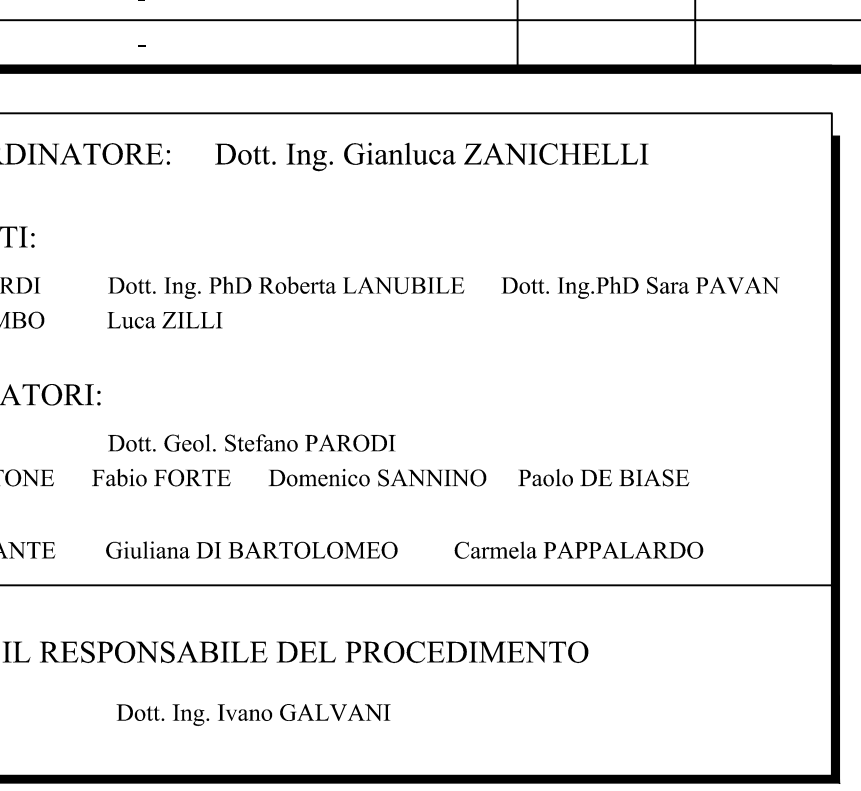 -
-
RDINATORE: Dott. Ing. Gianluca ZANICHELLI
TI:
RDI Dott. Ing. PhD Roberta LANUBILE Dott. Ing.PhD Sara PAVAN
MBO Luca ZILLI
ATORI:
Dott. Geol. Stefano PARODI
TONE Fabio FORTE Domenico SANNINO Paolo DE BIASE
ANTE Giuliana DI BARTOLOMEO Carmela PAPPALARDO
IL RESPONSABILE DEL PROCEDIMENTO
Dott. Ing. Ivano GALVANI